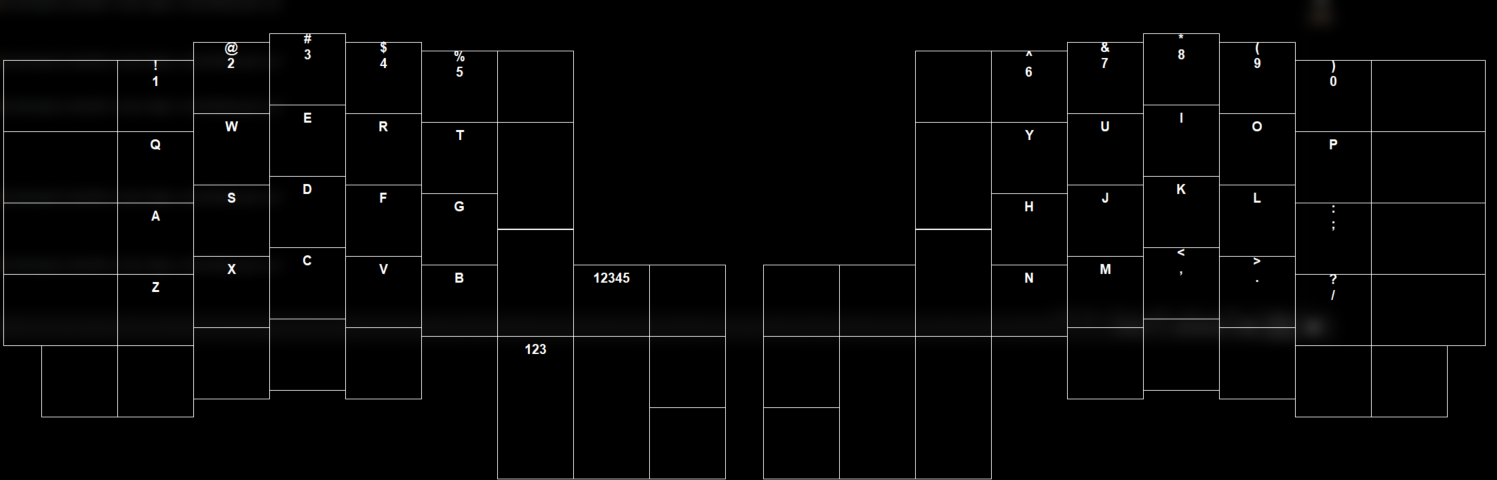 ! @ # $ % ^ & * ( )
1 2 3 4 5 6 7 8 9 0
Q W E R T Y U I O P
A S D F G H J K L : ;
Z X C V B 12345 N M < , > . ? /
123